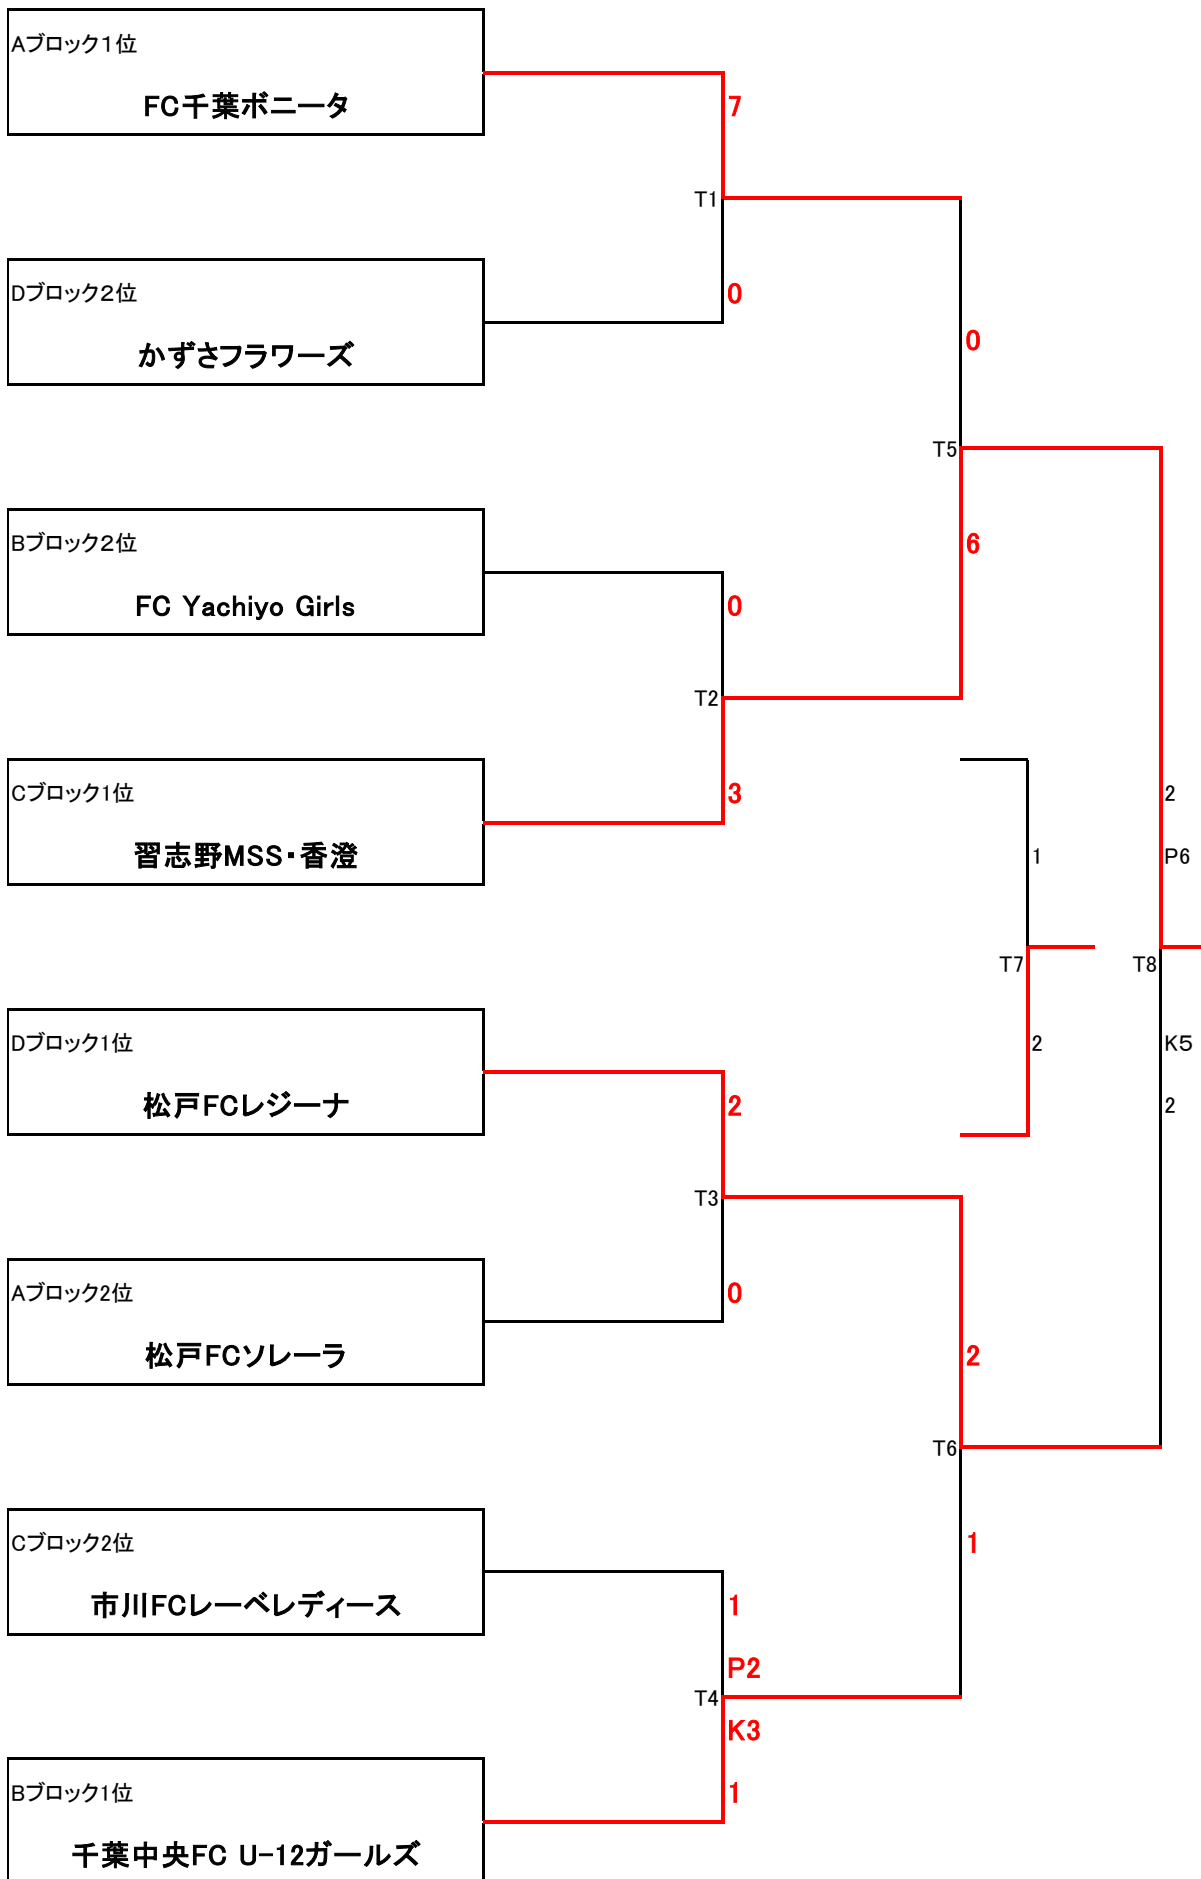 Aブロック1位
FC千葉ボニータ
7
T1
Dブロック2位
0
かずさフラワーズ
0
T5
Bブロック2位
6
FC Yachiyo Girls
0
T2
Cブロック1位
3
2
習志野MSS・香澄
1
P6
T7
T8
Dブロック1位
2
K5
松戸FCレジーナ
2
2
T3
Aブロック2位
0
松戸FCソレーラ
2
T6
Cブロック2位
1
市川FCレーベレディース
1
P2
T4
K3
Bブロック1位
1
千葉中央FC U-12ガールズ